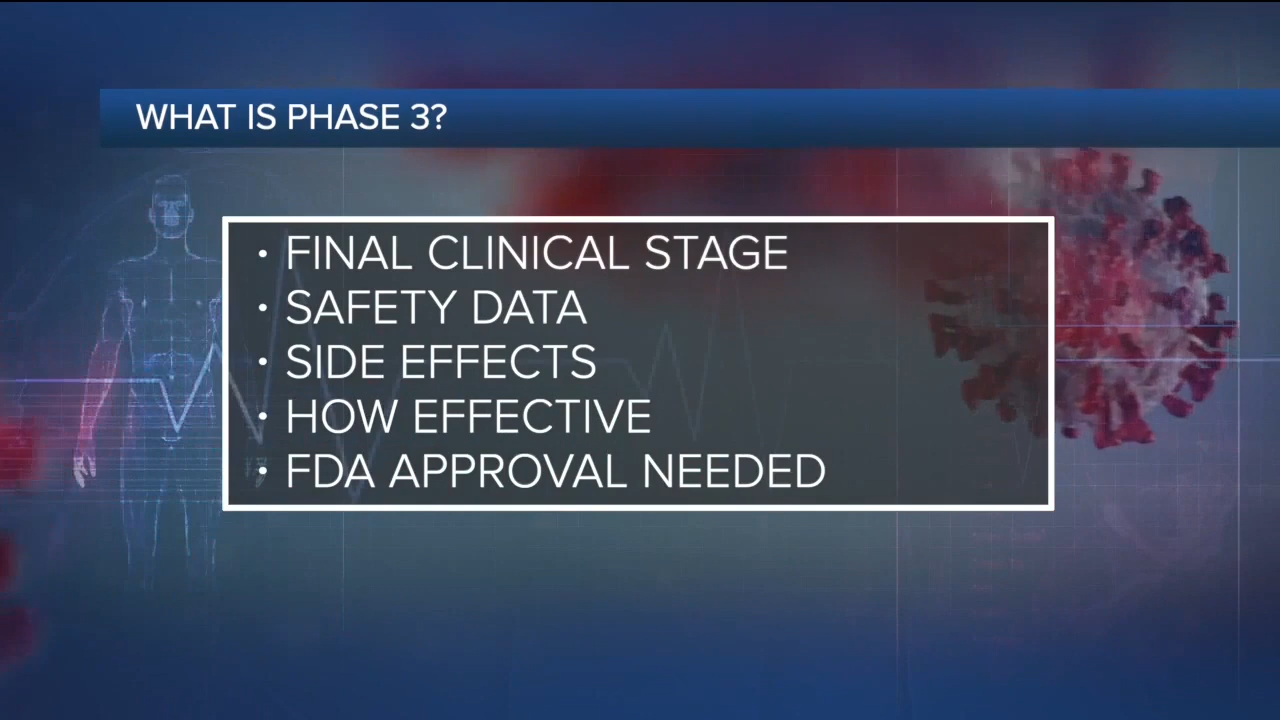 WHAT IS PHASE 3?
• FINAL CLINICAL STAGE
• SAFETY DATA
• SIDE EFFECTS
• HOW EFFECTIVE
• FDA APPROVAL NEEDED